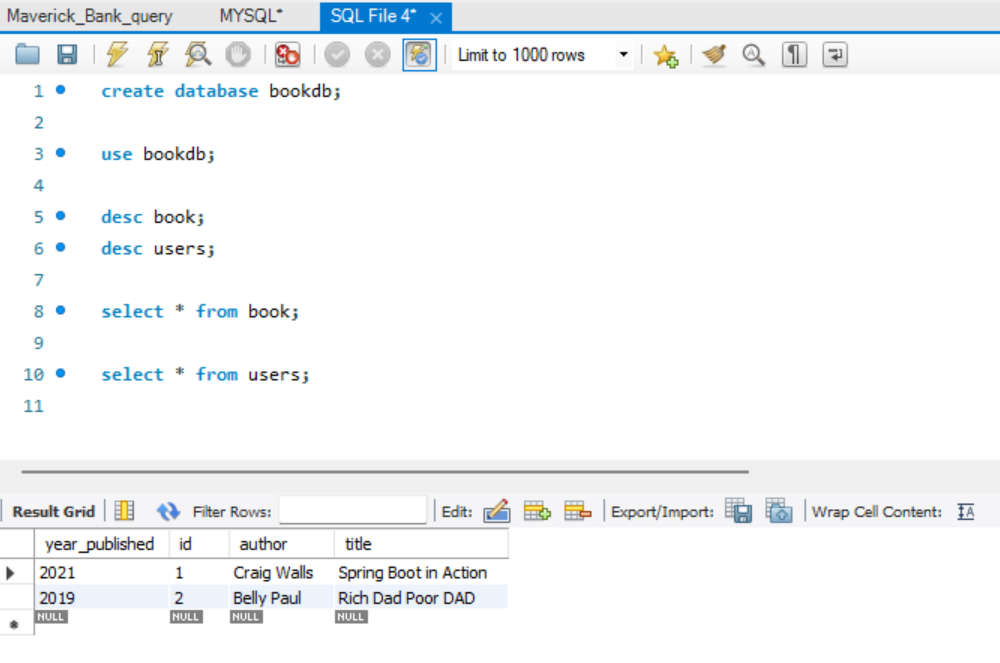 Maverick_Bank_query MYSQL* SQL File 4* ×
Limit to 1000 rows
1 create database bookdb;
2
3 use bookdb;
4
5 desc book;
6 desc users;
7
8 select * from book;
9
10 select * from users;
11
Result Grid Filter Rows: Edit: Export/Import: Wrap Cell Content: IA
year_published id author title
2021 1 Craig Walls Spring Boot in Action
2019 2 Belly Paul Rich Dad Poor DAD
NULL NULL NULL NULL